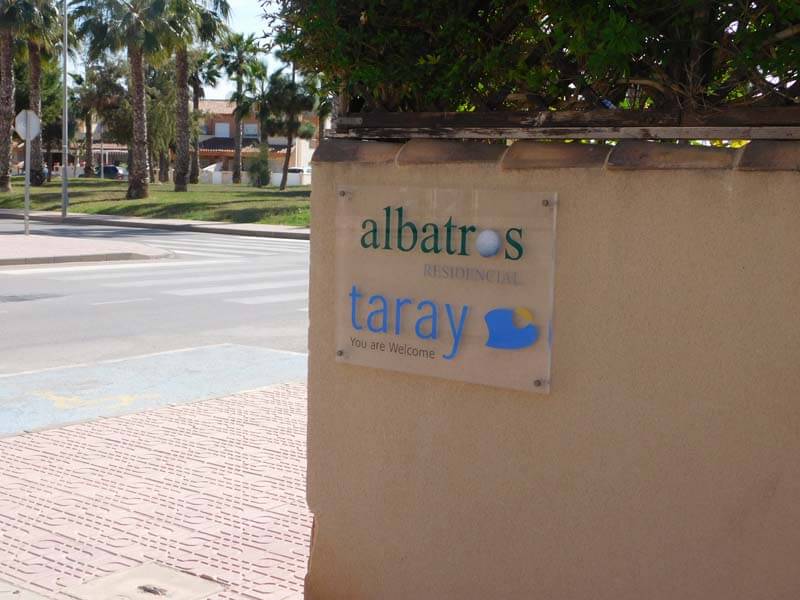 albatros
RESIDENCIAL
taray
You are Welcome